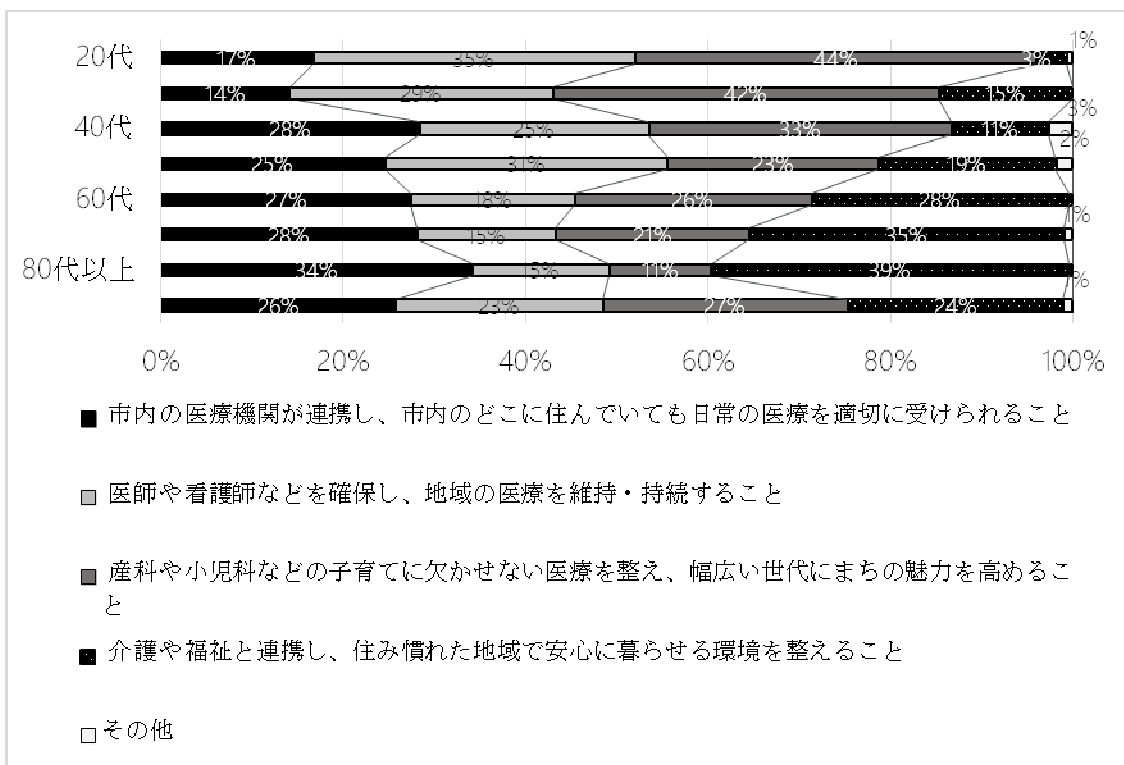 20代 17% 35% 44% 3% 1%
14% 29% 42% 15%
40代 28% 25% 33% 11% 3%
25% 31% 23% 19% 2%
60代 27% 18% 26% 28%
28% 15% 21% 35% 1%
80代以上 34% 5% 11% 39%
26% 23% 27% 24% %
0% 20% 40% 60% 80% 100%
市内の医療機関が連携し、市内のどこに住んでいても日常の医療を適切に受けられること
医師や看護師などを確保し、地域の医療を維持・持続すること
産科や小児科などの子育てに欠かせない医療を整え、幅広い世代にまちの魅力を高めるこ
と
介護や福祉と連携し、住み慣れた地域で安心に暮らせる環境を整えること
その他